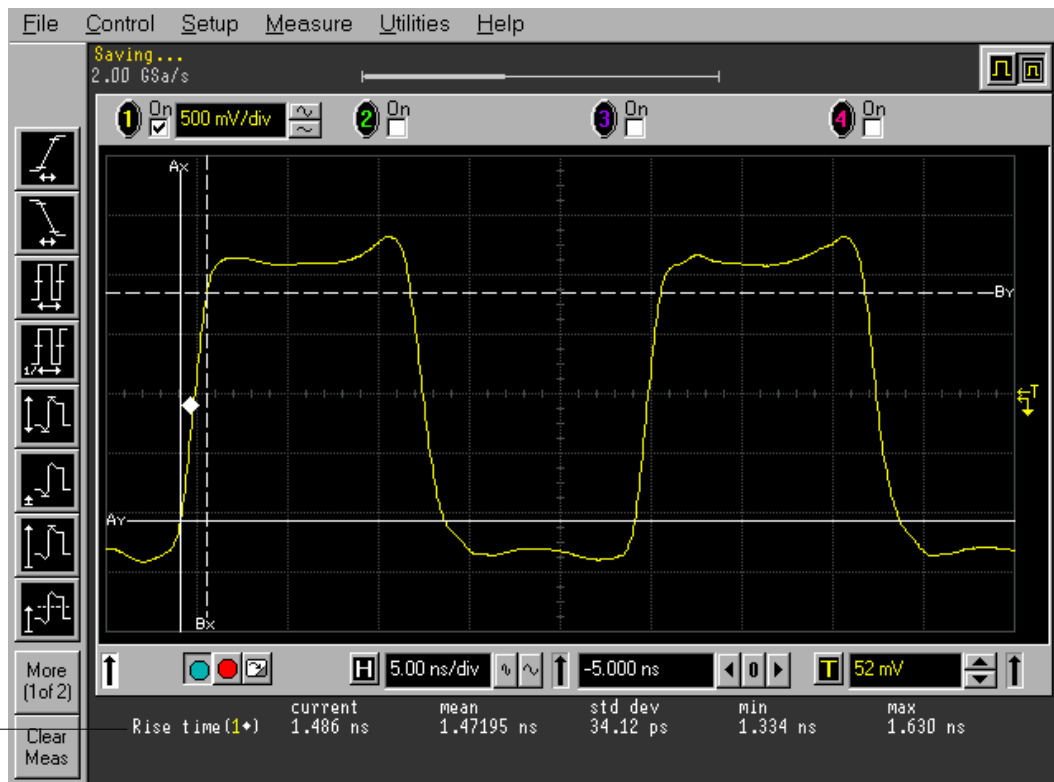 File Control Setup Measure Utilities Help
Saving...
2.00 GSa/s
1 On 500 mV/div 2 On 3 On 4 On
Ax
By
T
Ay
Bx
1/
More
(1of 2)
H 5.00 ns/div -5.000 ns 0 T 52 mV
Clear
Meas
current mean std dev min max
Rise time(1◆) 1.486 ns 1.47195 ns 34.12 ps 1.334 ns 1.630 ns